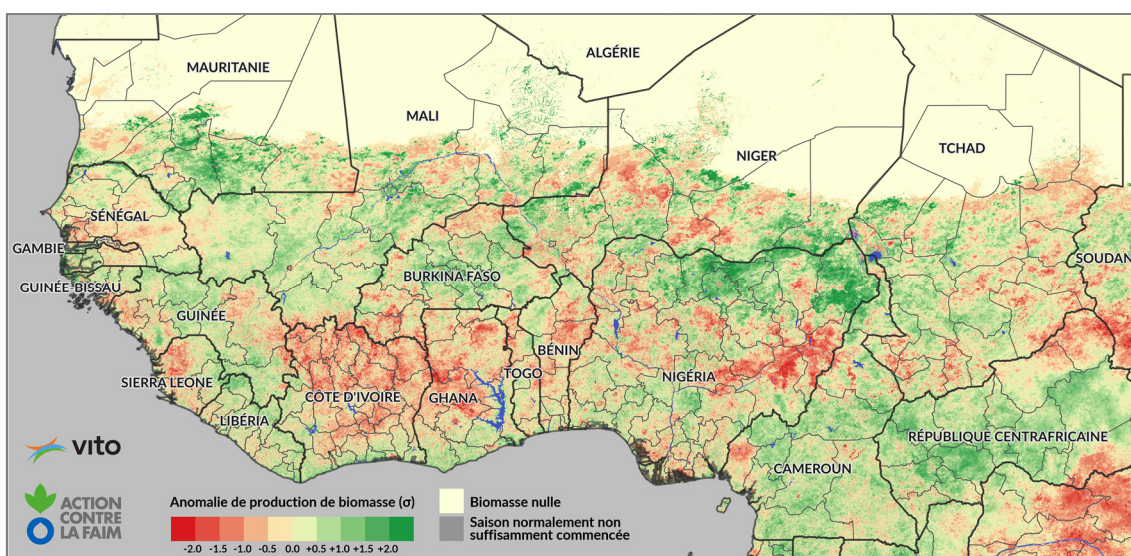 ALGÉRIE
MAURITANIE
MALI
TCHAD
NIGER
SÉNÉGAL
GAMBIE
SOUDAN
BURKINA FASO
GUINÉE-BISSAU
GUINÉE
BÉNIN
TOGO
NIGÉRIA
SIERRA LEONE
CÔTE D'IVOIRE
GHANA
LIBÉRIA
RÉPUBLIQUE CENTRAFRICAINE
CAMEROUN
vito
ACTION
CONTRE
LA FAIM
Anomalie de production de biomasse (σ)
-2.0 -1.5 -1.0 -0.5 0.0 +0.5 +1.0 +1.5 +2.0
Biomasse nulle
Saison normalement non
suffisamment commencée